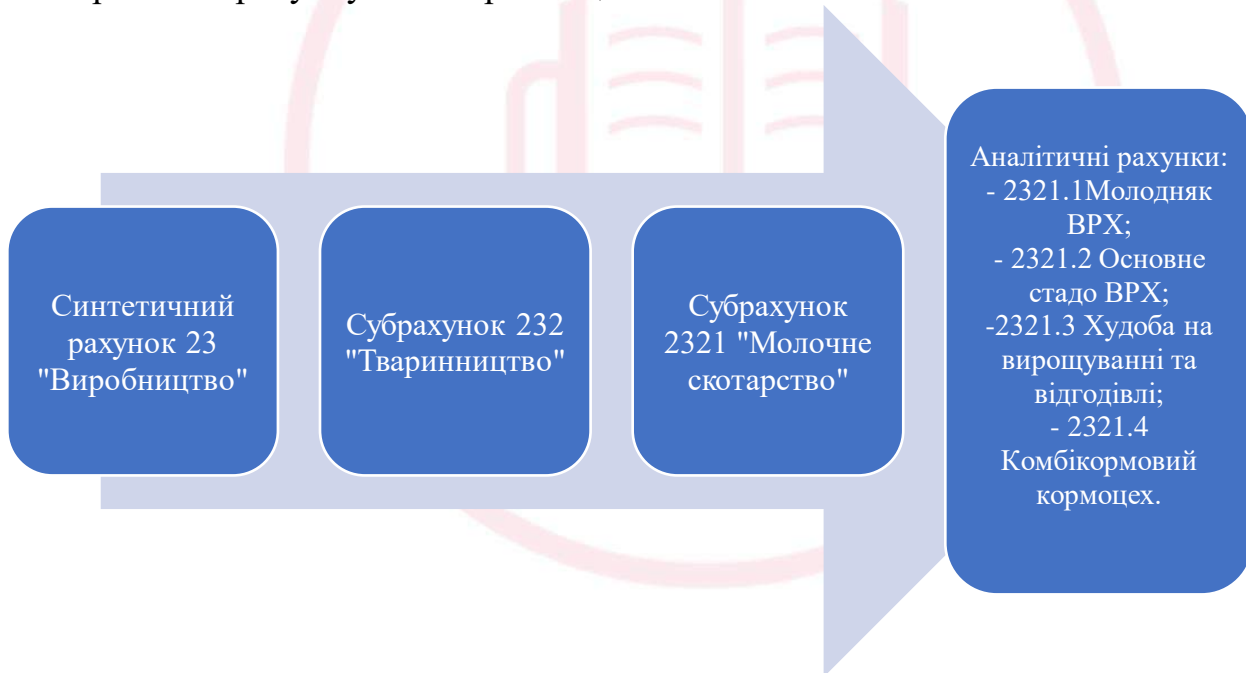 Синтетичний
рахунок 23
"Виробництво"
Субрахунок 232
"Тваринництво"
Субрахунок
2321 "Молочне
скотарство"
Аналітичні рахунки:
- 2321.1Молодняк
ВРХ;
- 2321.2 Основне
стадо ВРХ;
-2321.3 Худоба на
вирощуванні та
відгодівлі;
- 2321.4
Комбікормовий
кормоцех.